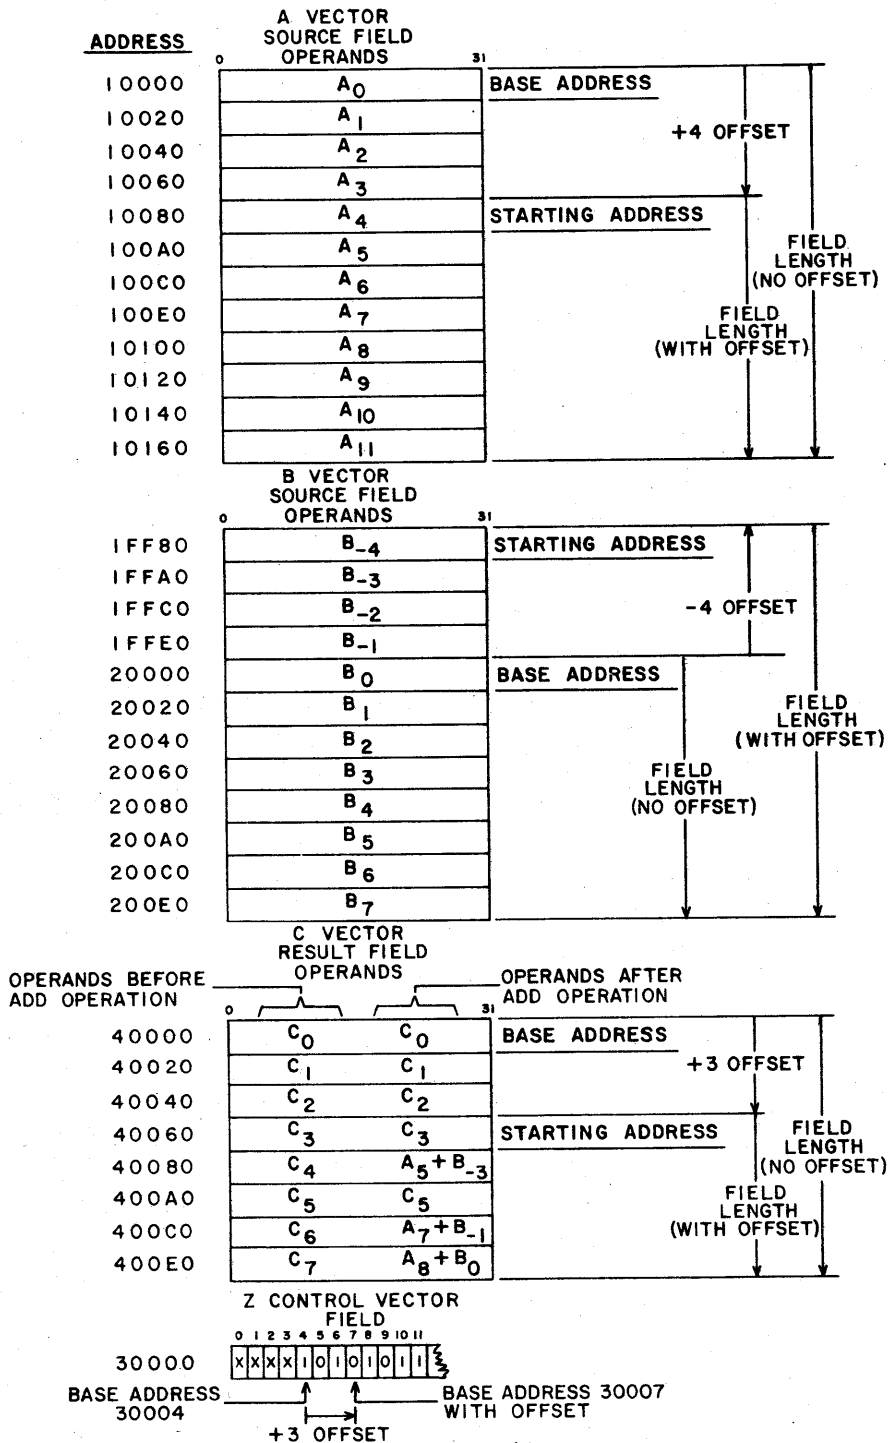 A VECTOR
SOURCE FIELD
OPERANDS
ADDRESS
0 31
10000 A0 BASE ADDRESS
10020 A1
+4 OFFSET
10040 A2
10060 A3
10080 A4 STARTING ADDRESS
100A0 A5
FIELD
LENGTH
(NO OFFSET)
100C0 A6
100E0 A7
FIELD
LENGTH
(WITH OFFSET)
10100 A8
10120 A9
10140 A10
10160 A11
B VECTOR
SOURCE FIELD
OPERANDS
0 31
1FF80 B-4 STARTING ADDRESS
1FFA0 B-3
1FFC0 B-2
-4 OFFSET
1FFE0 B-1
20000 B0 BASE ADDRESS
20020 B1
FIELD
LENGTH
(WITH OFFSET)
20040 B2
20060 B3
FIELD
LENGTH
(NO OFFSET)
20080 B4
200A0 B5
200C0 B6
200E0 B7
C VECTOR
RESULT FIELD
OPERANDS
OPERANDS BEFORE
ADD OPERATION
OPERANDS AFTER
ADD OPERATION
0 31
40000 C0 C0 BASE ADDRESS
40020 C1 C1
+3 OFFSET
40040 C2 C2
40060 C3 C3 STARTING ADDRESS
FIELD
LENGTH
(NO OFFSET)
40080 C4 A5+B-3
400A0 C5 C5
FIELD
LENGTH
(WITH OFFSET)
400C0 C6 A7+B-1
400E0 C7 A8+B0
Z CONTROL VECTOR
FIELD
0 1 2 3 4 5 6 7 8 9 10 11
30000 X X X X 1 0 1 0 1 0 1 1
BASE ADDRESS
30004
BASE ADDRESS 30007
WITH OFFSET
+3 OFFSET